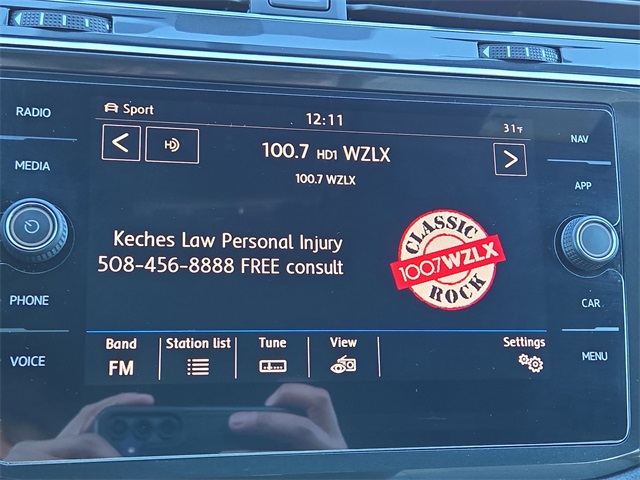 RADIO
MEDIA
PHONE
VOICE
Sport
12:11
31°F
<
HD
100.7 HD1 WZLX
>
100.7 WZLX
Keches Law Personal Injury
508-456-8888 FREE consult
CLASSIC
100.7 WZLX
ROCK
Band
FM
Station list
Tune
View
Settings
NAV
APP
CAR
MENU